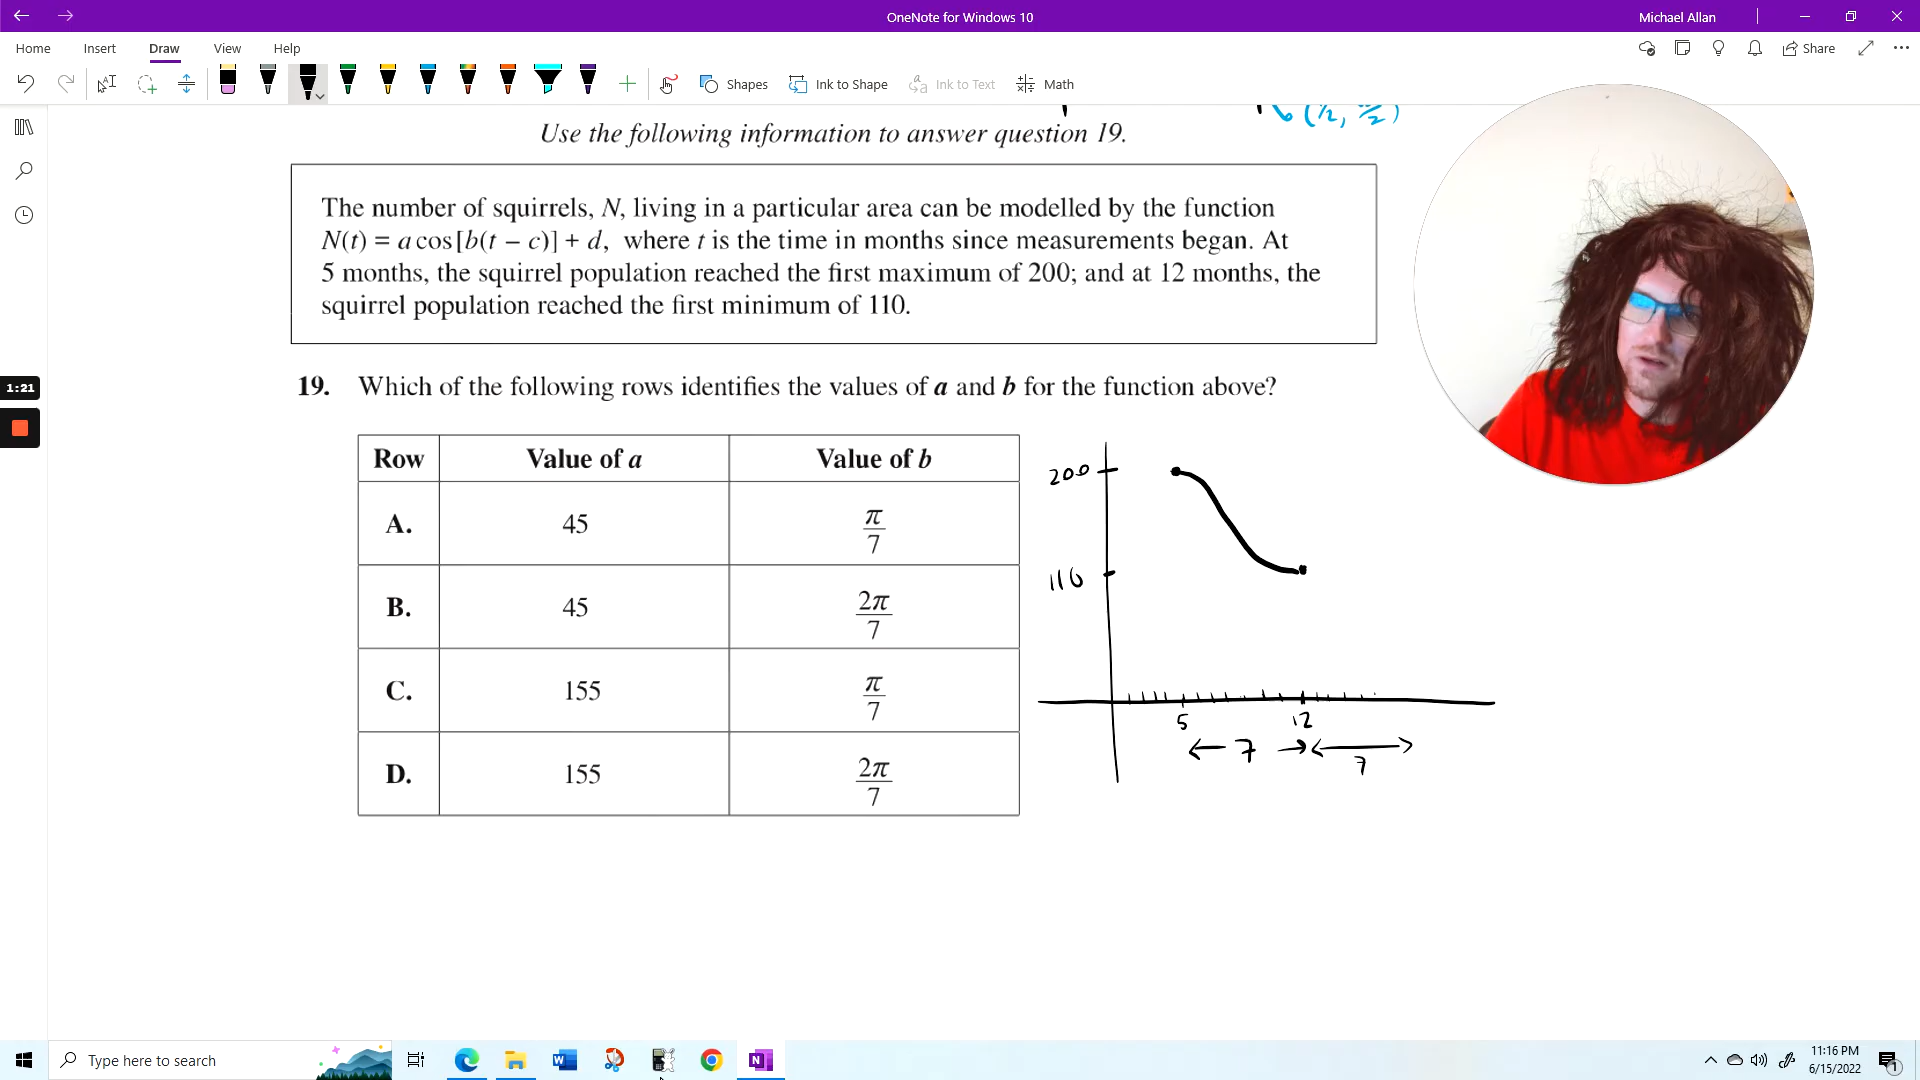 OneNote for Windows 10
Michael Allan
Home
Insert
Draw
View
Help
Share
Shapes
Ink to Shape
Ink to Text
Math
Use the following information to answer question 19.
The number of squirrels, N, living in a particular area can be modelled by the function
N(t) = a cos[b(t − c)] + d, where t is the time in months since measurements began. At
5 months, the squirrel population reached the first maximum of 200; and at 12 months, the
squirrel population reached the first minimum of 110.
1:21
19. Which of the following rows identifies the values of a and b for the function above?
Row Value of a Value of b
A. 45 π/7
B. 45 2π/7
C. 155 π/7
D. 155 2π/7
200
110
5 12
7
7
Type here to search
11:16 PM
6/15/2022
1